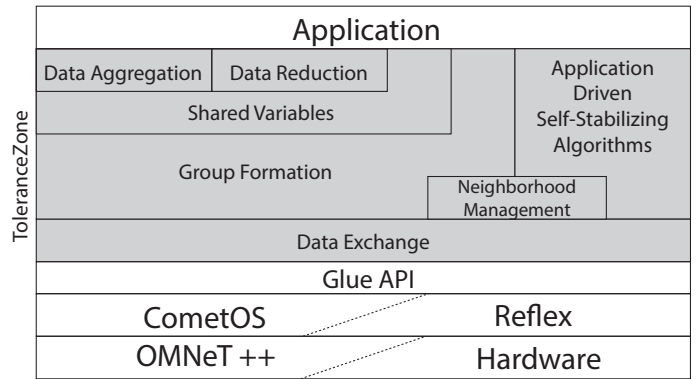 Application
ToleranceZone
Data Aggregation
Data Reduction
Application
Driven
Self-Stabilizing
Algorithms
Shared Variables
Group Formation
Neighborhood
Management
Data Exchange
Glue API
CometOS
Reflex
OMNeT ++
Hardware